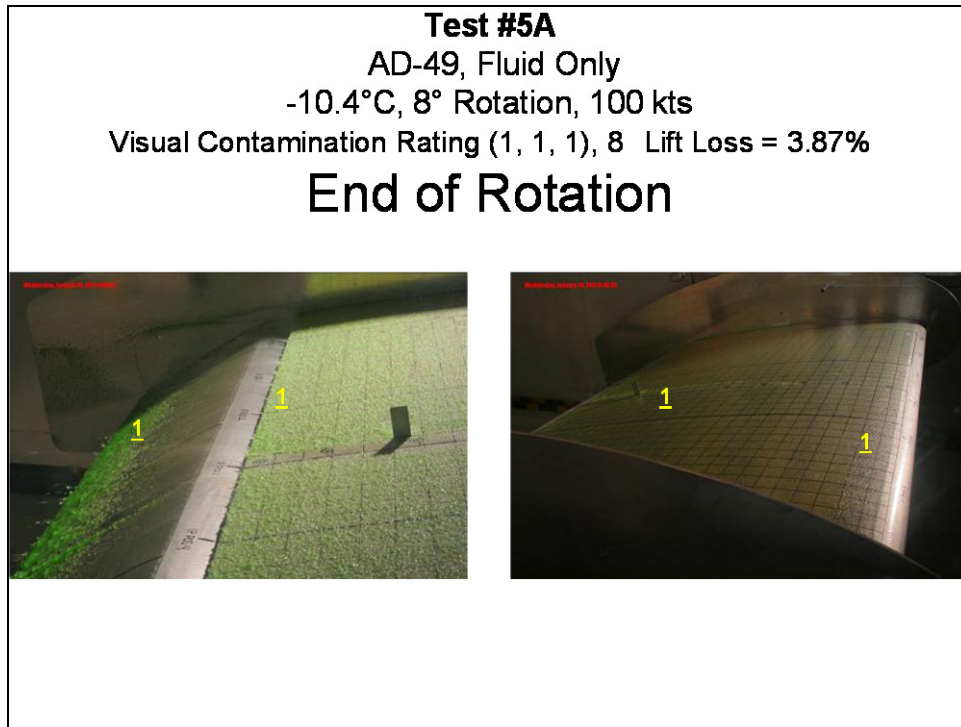 Test #5A
AD-49, Fluid Only
-10.4°C, 8° Rotation, 100 kts
Visual Contamination Rating (1, 1, 1), 8 Lift Loss = 3.87%
End of Rotation
1
1
1
1